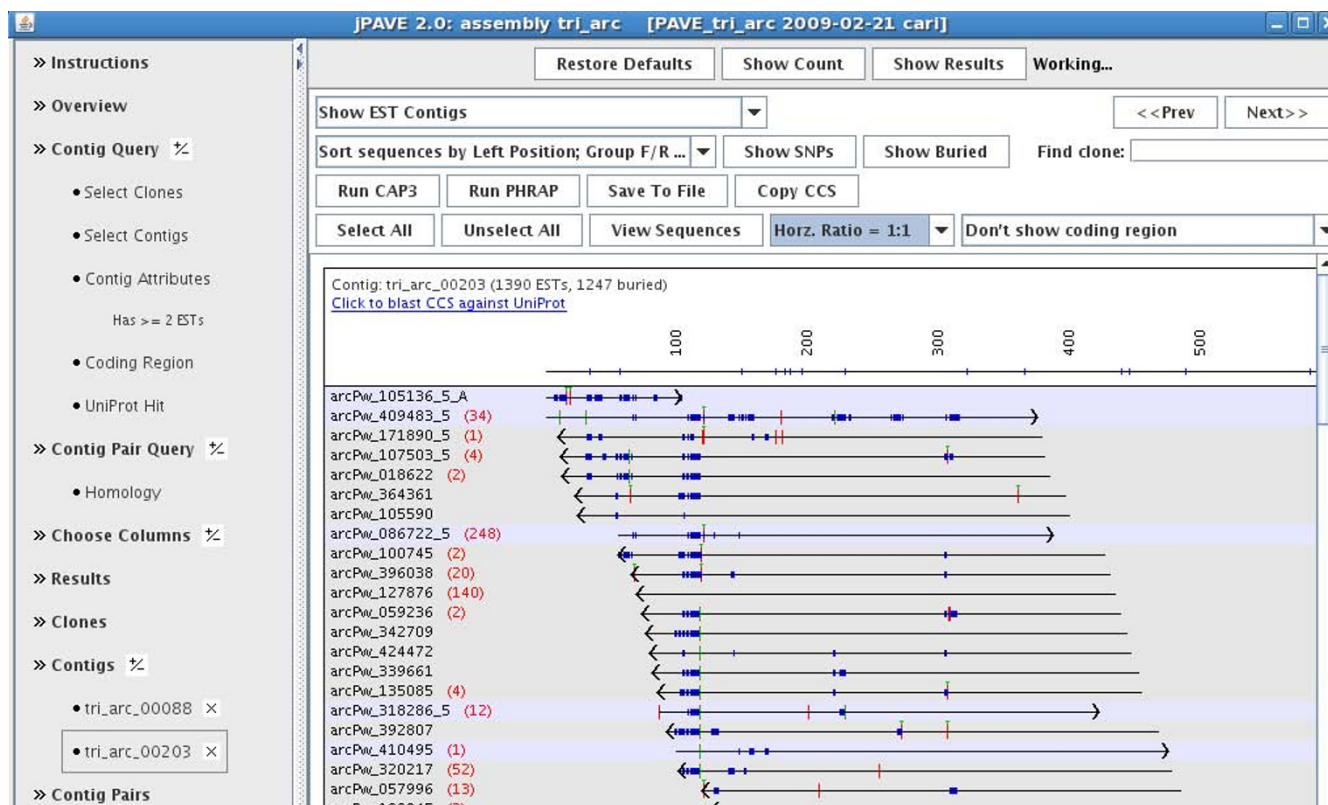 jPAVE 2.0: assembly tri_arc [PAVE_tri_arc 2009-02-21 cari]
» Instructions
» Overview
» Contig Query +/-
• Select Clones
• Select Contigs
• Contig Attributes
Has >= 2 ESTs
• Coding Region
• UniProt Hit
» Contig Pair Query +/-
• Homology
» Choose Columns +/-
» Results
» Clones
» Contigs +/-
• tri_arc_00088 ×
• tri_arc_00203 ×
» Contig Pairs
Restore Defaults Show Count Show Results Working...
Show EST Contigs <<Prev Next>>
Sort sequences by Left Position; Group F/R ... Show SNPs Show Buried Find clone:
Run CAP3 Run PHRAP Save To File Copy CCS
Select All Unselect All View Sequences Horz. Ratio = 1:1 Don't show coding region
Contig: tri_arc_00203 (1390 ESTs, 1247 buried)
Click to blast CCS against UniProt
100 200 300 400 500
arcPw_105136_5_A
arcPw_409483_5 (34)
arcPw_171890_5 (1)
arcPw_107503_5 (4)
arcPw_018622 (2)
arcPw_364361
arcPw_105590
arcPw_086722_5 (248)
arcPw_100745 (2)
arcPw_396038 (20)
arcPw_127876 (140)
arcPw_059236 (2)
arcPw_342709
arcPw_424472
arcPw_339661
arcPw_135085 (4)
arcPw_318286_5 (12)
arcPw_392807
arcPw_410495 (1)
arcPw_320217 (52)
arcPw_057996 (13)